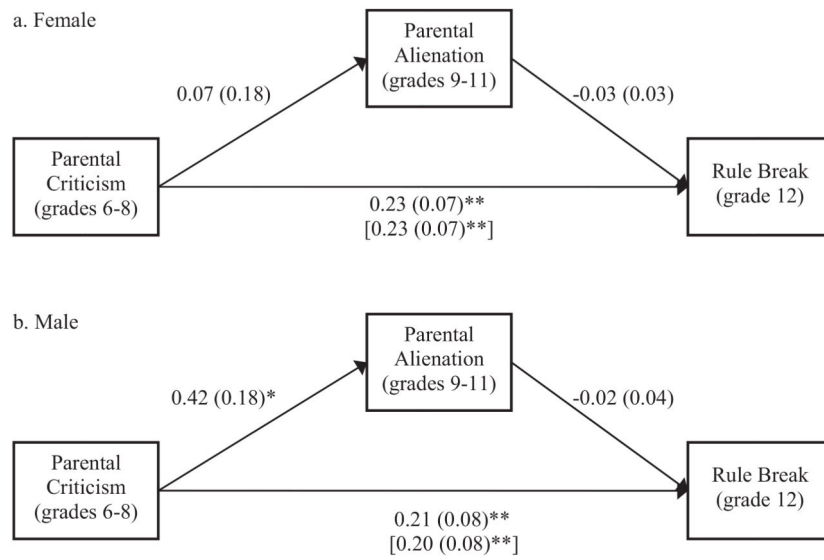 a. Female
Parental
Alienation
(grades 9-11)
0.07 (0.18)
-0.03 (0.03)
Parental
Criticism
(grades 6-8)
Rule Break
(grade 12)
0.23 (0.07)**
[0.23 (0.07)**]
b. Male
Parental
Alienation
(grades 9-11)
0.42 (0.18)*
-0.02 (0.04)
Parental
Criticism
(grades 6-8)
Rule Break
(grade 12)
0.21 (0.08)**
[0.20 (0.08)**]